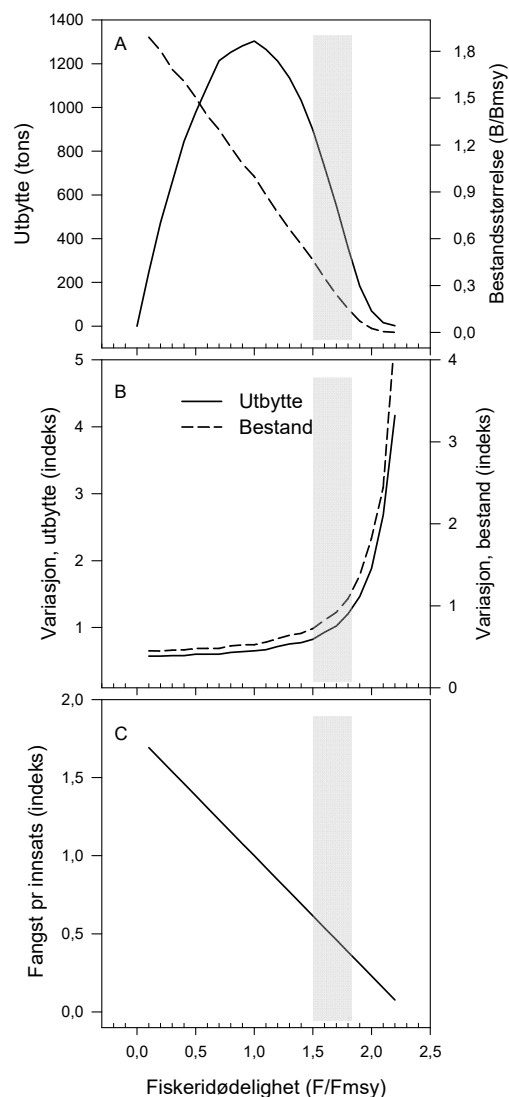 A
1400
1200
1000
800
600
400
200
0
Utbytte (tons)
1,8
1,5
1,2
0,9
0,6
0,3
0,0
Bestandsstørrelse (B/Bmsy)
B
Utbytte
Bestand
5
4
3
2
1
Variasjon, utbytte (indeks)
4
3
2
1
0
Variasjon, bestand (indeks)
C
2,0
1,5
1,0
0,5
0,0
Fangst pr innsats (indeks)
0,0 0,5 1,0 1,5 2,0 2,5
Fiskeridødelighet (F/Fmsy)